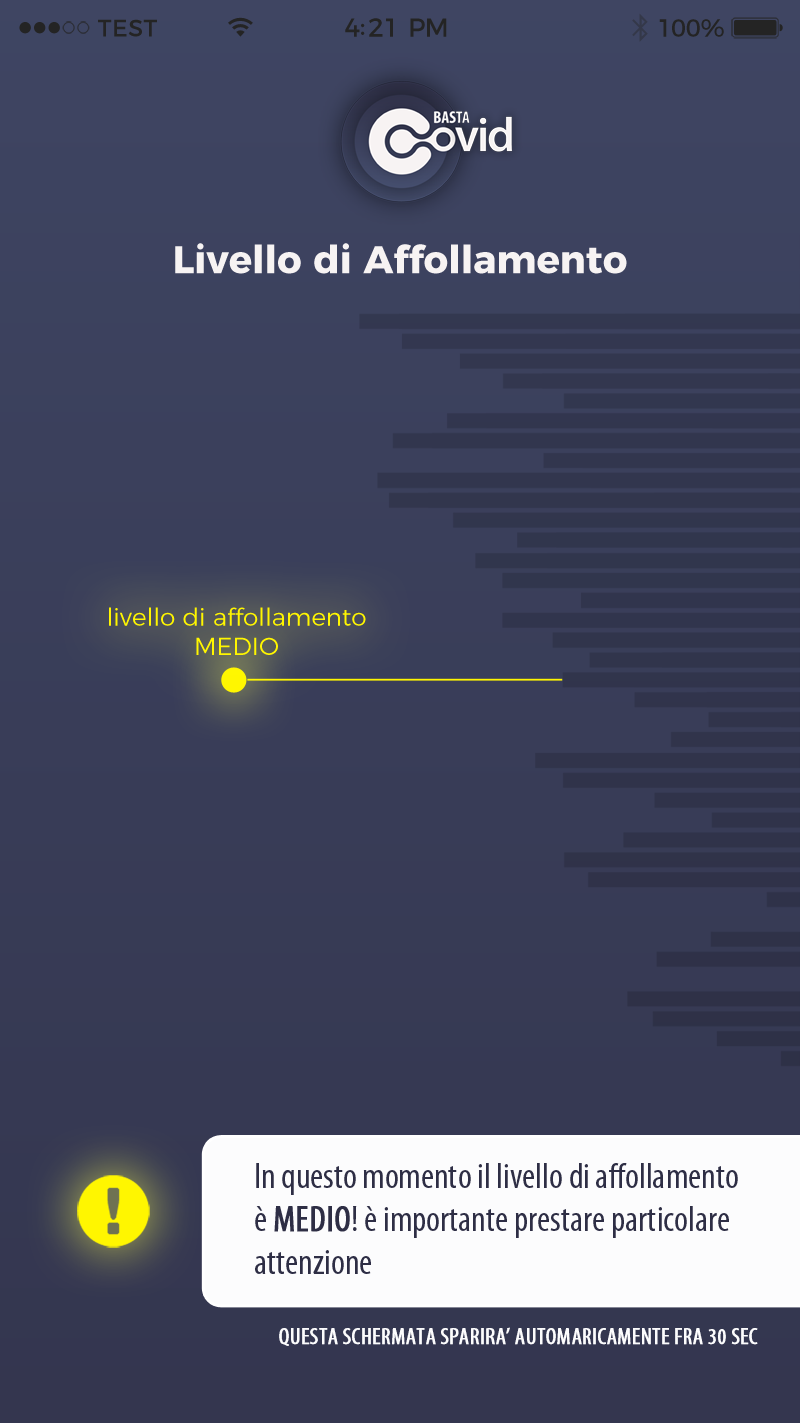 TEST 4:21 PM 100%
BASTA
Covid
Livello di Affollamento
livello di affollamento
MEDIO
In questo momento il livello di affollamento
è MEDIO! è importante prestare particolare
attenzione
QUESTA SCHERMATA SPARIRA’ AUTOMARICAMENTE FRA 30 SEC